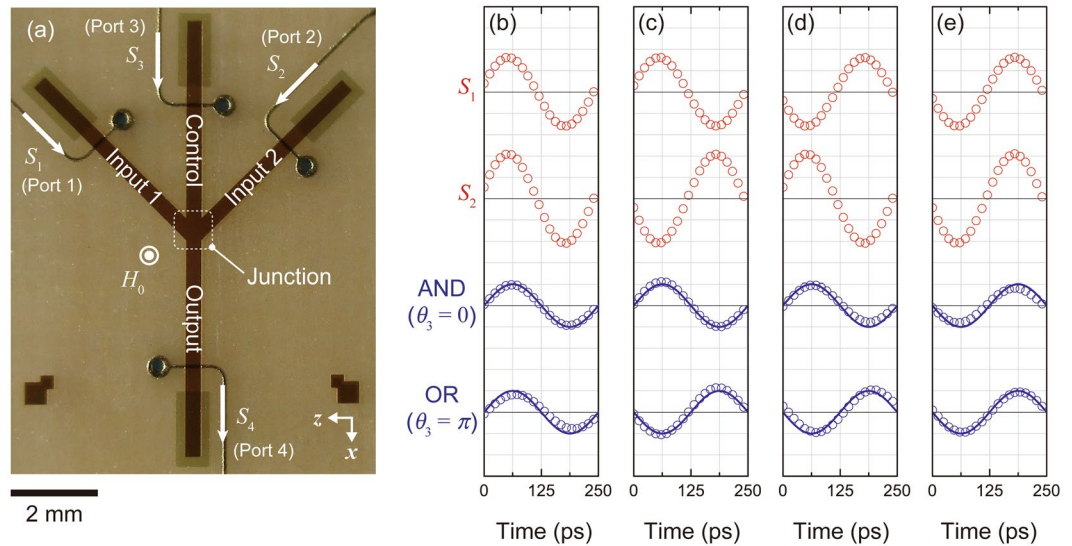 (a)
(Port 3)
S3
(Port 2)
S2
S1
(Port 1)
Input 1
Control
Input 2
H0
Junction
Output
S4
(Port 4)
z
x
2 mm
(b) (c) (d) (e)
S1
S2
AND
(θ3 = 0)
OR
(θ3 = π)
0 125 250 0 125 250 0 125 250 0 125 250
Time (ps) Time (ps) Time (ps) Time (ps)